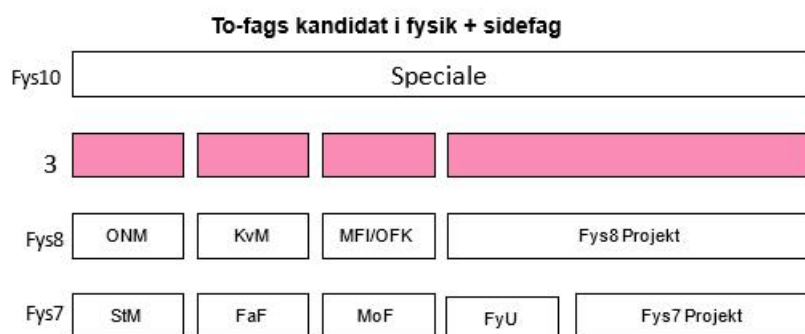 To-fags kandidat i fysik + sidefag
Fys10 Speciale
3
Fys8 ONM KvM MFI/OFK Fys8 Projekt
Fys7 StM FaF MoF FyU Fys7 Projekt